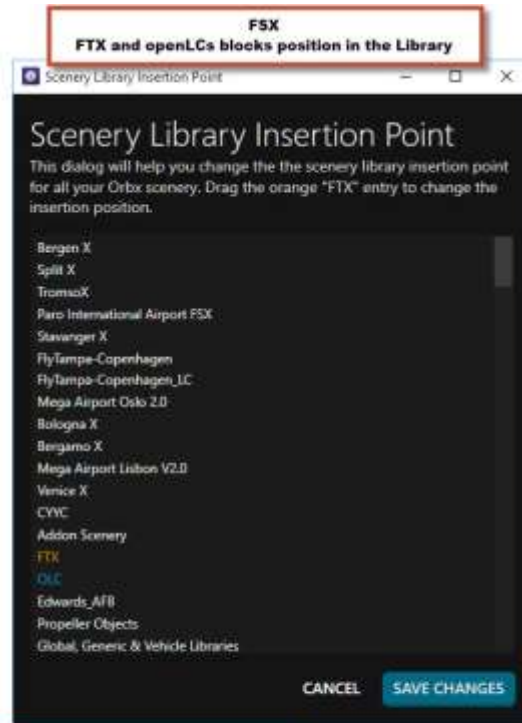 FSX
FTX and openLCs blocks position in the Library
Scenery Library Insertion Point
Scenery Library Insertion Point
This dialog will help you change the the scenery library insertion point
for all your Orbx scenery. Drag the orange "FTX" entry to change the
insertion position.
Bergen X
Split X
TromsoX
Paro International Airport FSX
Stavanger X
FlyTampa-Copenhagen
FlyTampa-Copenhagen_LC
Mega Airport Oslo 2.0
Bologna X
Bergamo X
Mega Airport Lisbon V2.0
Venice X
CYYC
Addon Scenery
FTX
OLC
Edwards_AFB
Propeller Objects
Global, Generic & Vehicle Libraries
CANCEL
SAVE CHANGES